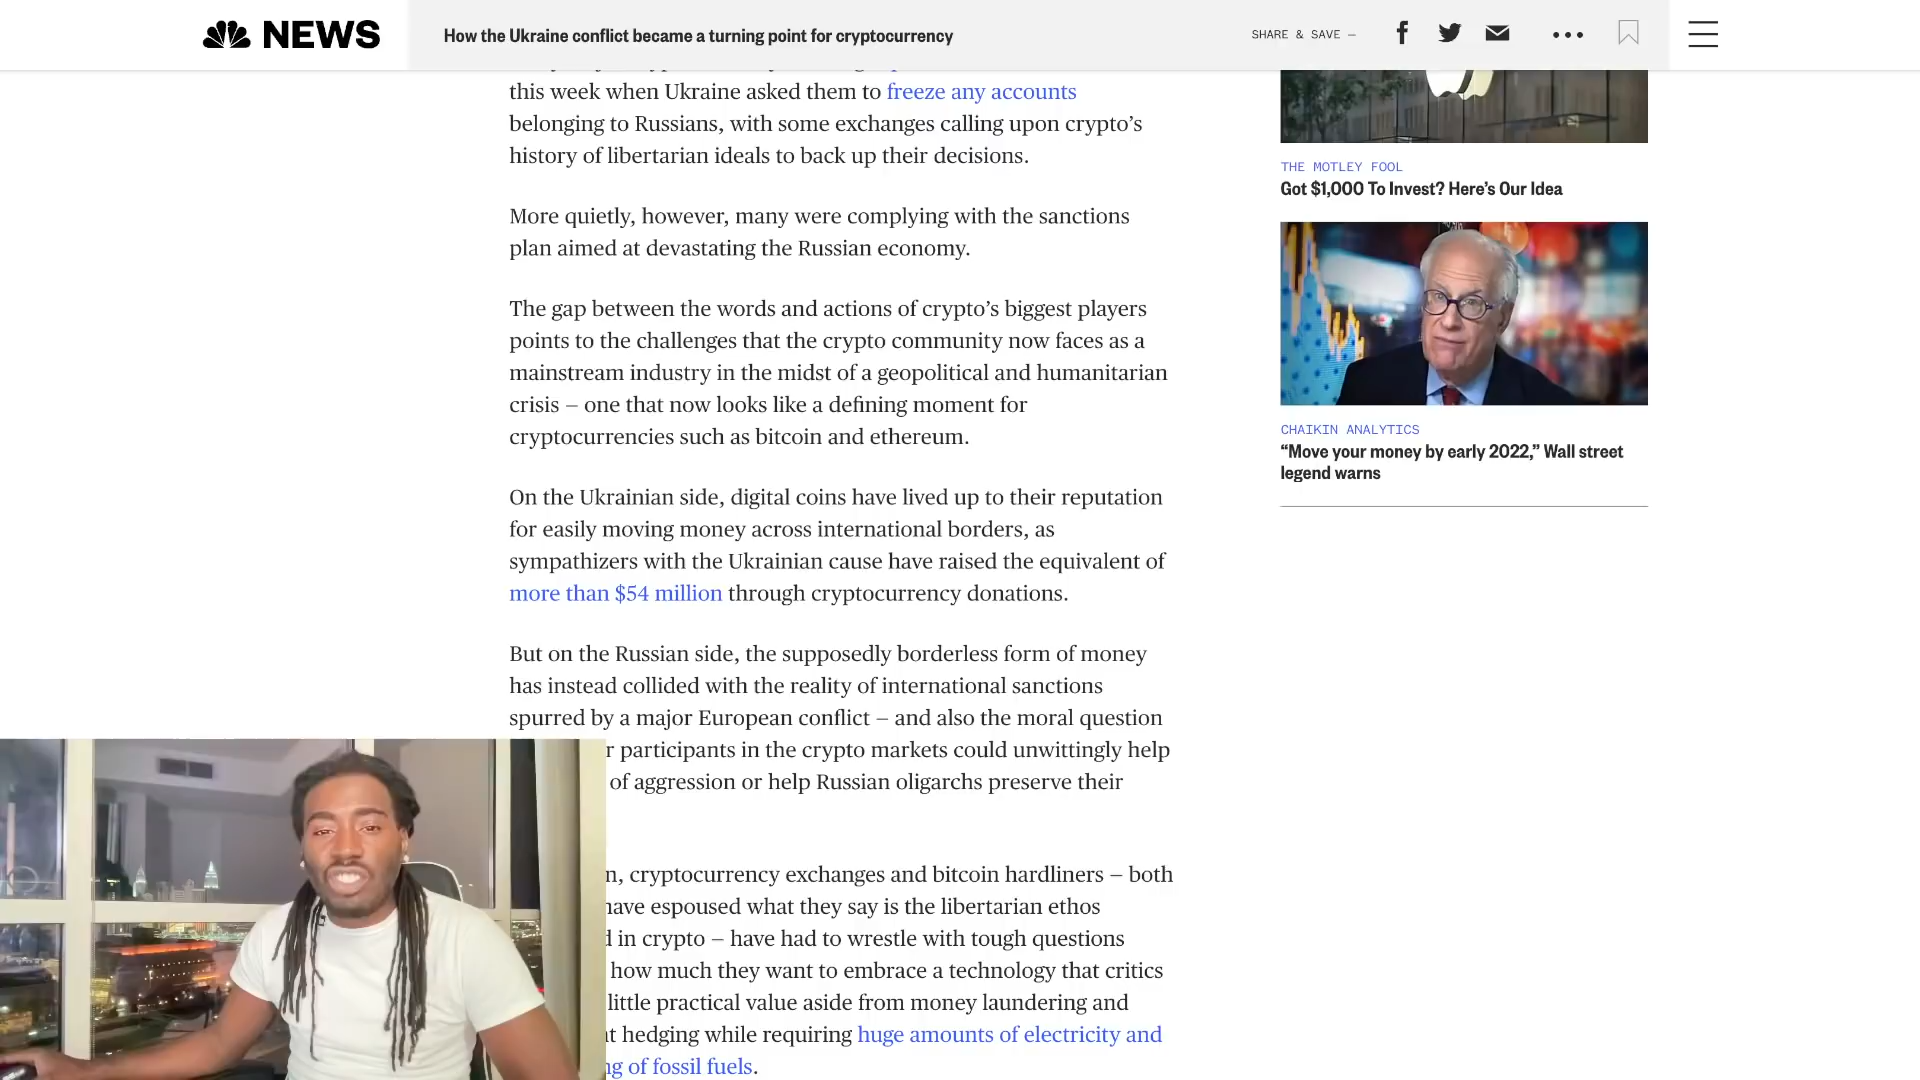 NEWS
How the Ukraine conflict became a turning point for cryptocurrency
SHARE & SAVE —
this week when Ukraine asked them to freeze any accounts
belonging to Russians, with some exchanges calling upon crypto’s
history of libertarian ideals to back up their decisions.
More quietly, however, many were complying with the sanctions
plan aimed at devastating the Russian economy.
The gap between the words and actions of crypto’s biggest players
points to the challenges that the crypto community now faces as a
mainstream industry in the midst of a geopolitical and humanitarian
crisis — one that now looks like a defining moment for
cryptocurrencies such as bitcoin and ethereum.
On the Ukrainian side, digital coins have lived up to their reputation
for easily moving money across international borders, as
sympathizers with the Ukrainian cause have raised the equivalent of
more than $54 million through cryptocurrency donations.
But on the Russian side, the supposedly borderless form of money
has instead collided with the reality of international sanctions
spurred by a major European conflict — and also the moral question
participants in the crypto markets could unwittingly help
of aggression or help Russian oligarchs preserve their
cryptocurrency exchanges and bitcoin hardliners — both
have espoused what they say is the libertarian ethos
in crypto — have had to wrestle with tough questions
how much they want to embrace a technology that critics
little practical value aside from money laundering and
hedging while requiring huge amounts of electricity and
of fossil fuels.
THE MOTLEY FOOL
Got $1,000 To Invest? Here’s Our Idea
CHAIKIN ANALYTICS
“Move your money by early 2022,” Wall street
legend warns